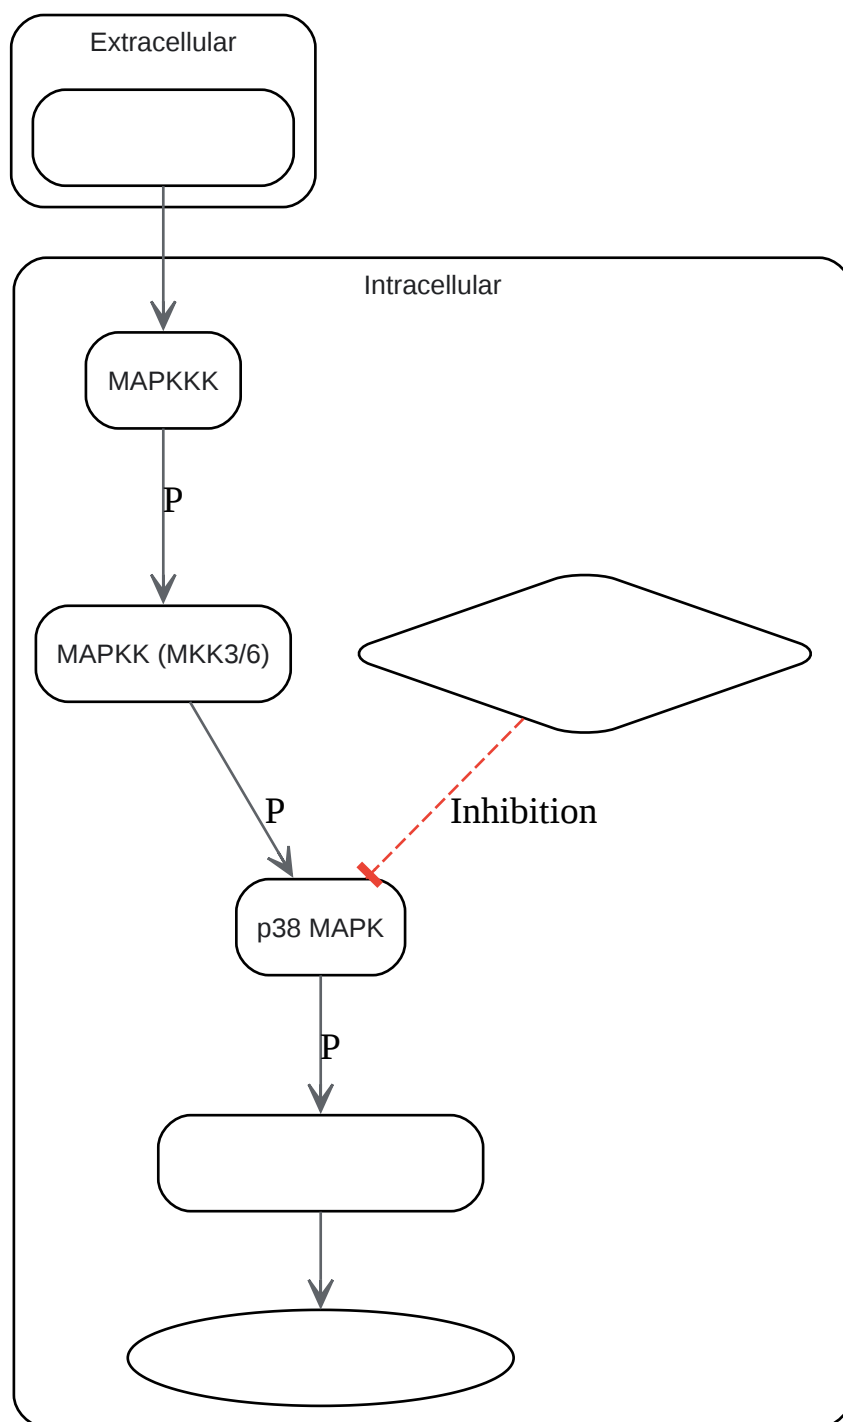 Extracellular
Intracellular
MAPKKK
P
MAPKK (MKK3/6)
P
Inhibition
p38 MAPK
P